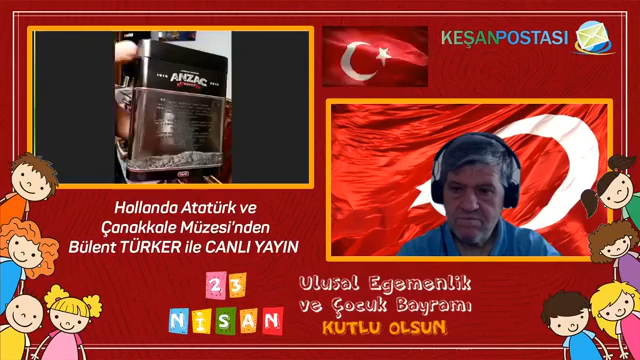 KEŞANPOSTASI
ANZAC
Hollanda Atatürk ve
Çanakkale Müzesi'nden
Bülent TÜRKER ile CANLI YAYIN
23
NİSAN
Ulusal Egemenlik
ve Çocuk Bayramı
KUTLU OLSUN